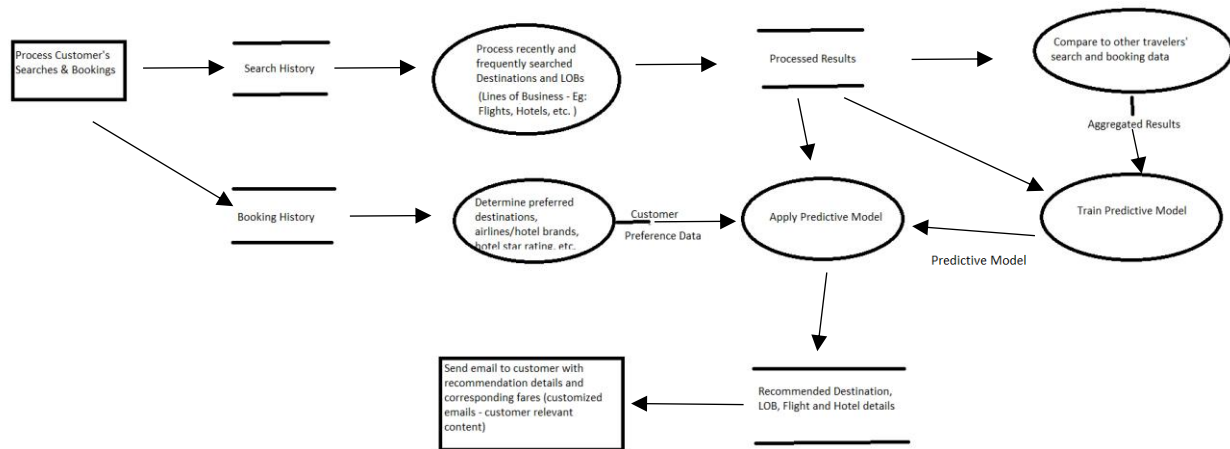 Process Customer's
Searches & Bookings
Search History
Process recently and
frequently searched
Destinations and LOBs
(Lines of Business - Eg:
Flights, Hotels, etc. )
Processed Results
Compare to other travelers'
search and booking data
Aggregated Results
Booking History
Determine preferred
destinations,
airlines/hotel brands,
hotel star rating, etc.
Customer
Preference Data
Apply Predictive Model
Train Predictive Model
Predictive Model
Send email to customer with
recommendation details and
corresponding fares (customized
emails - customer relevant
content)
Recommended Destination,
LOB, Flight and Hotel details